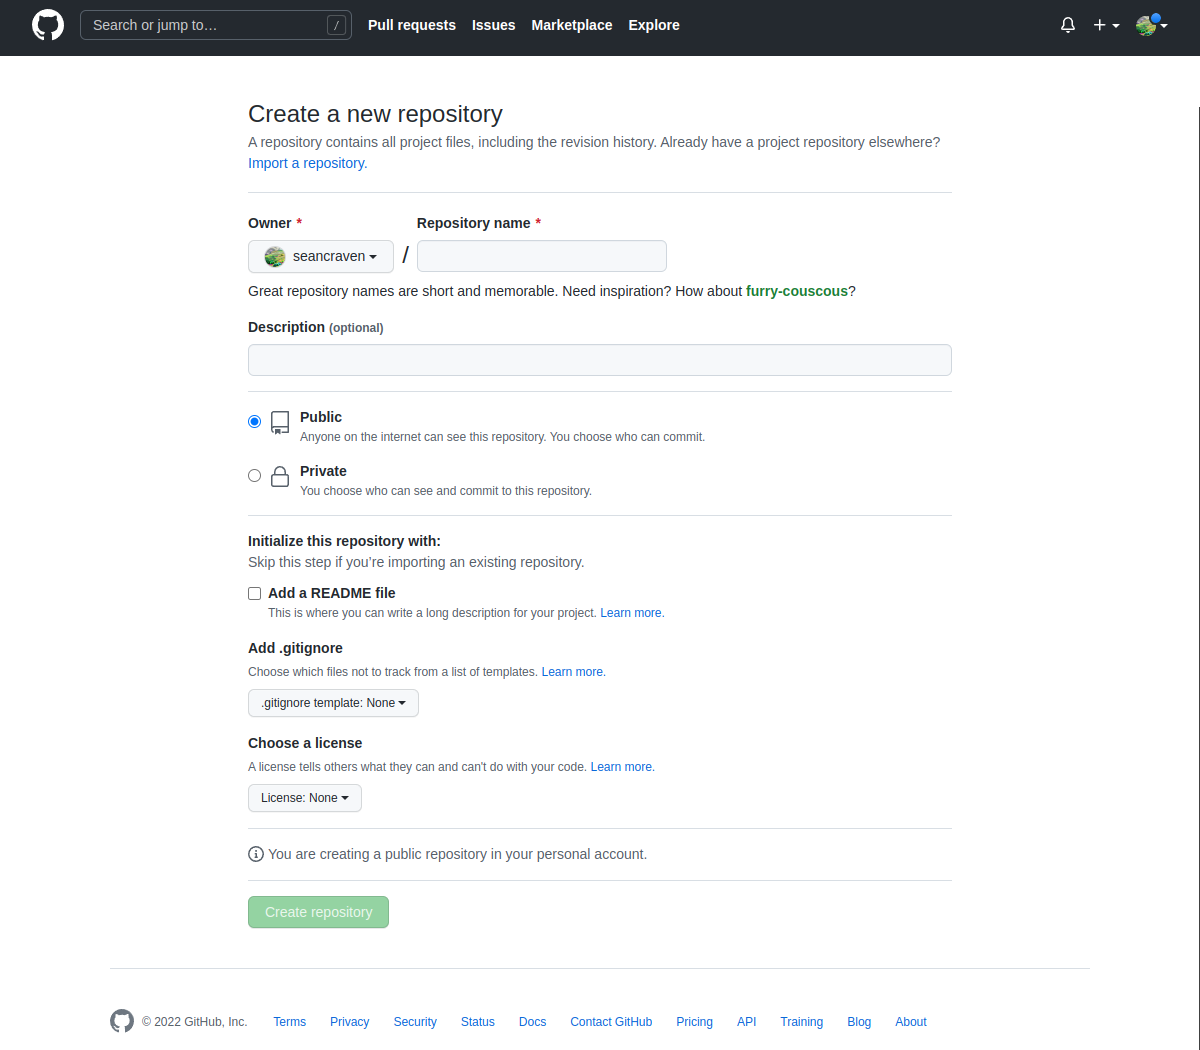 Search or jump to… /
Pull requests Issues Marketplace Explore
Create a new repository
A repository contains all project files, including the revision history. Already have a project repository elsewhere?
Import a repository.
Owner * Repository name *
seancraven /
Great repository names are short and memorable. Need inspiration? How about furry-couscous?
Description (optional)
Public
Anyone on the internet can see this repository. You choose who can commit.
Private
You choose who can see and commit to this repository.
Initialize this repository with:
Skip this step if you’re importing an existing repository.
Add a README file
This is where you can write a long description for your project. Learn more.
Add .gitignore
Choose which files not to track from a list of templates. Learn more.
.gitignore template: None
Choose a license
A license tells others what they can and can't do with your code. Learn more.
License: None
You are creating a public repository in your personal account.
Create repository
© 2022 GitHub, Inc. Terms Privacy Security Status Docs Contact GitHub Pricing API Training Blog About